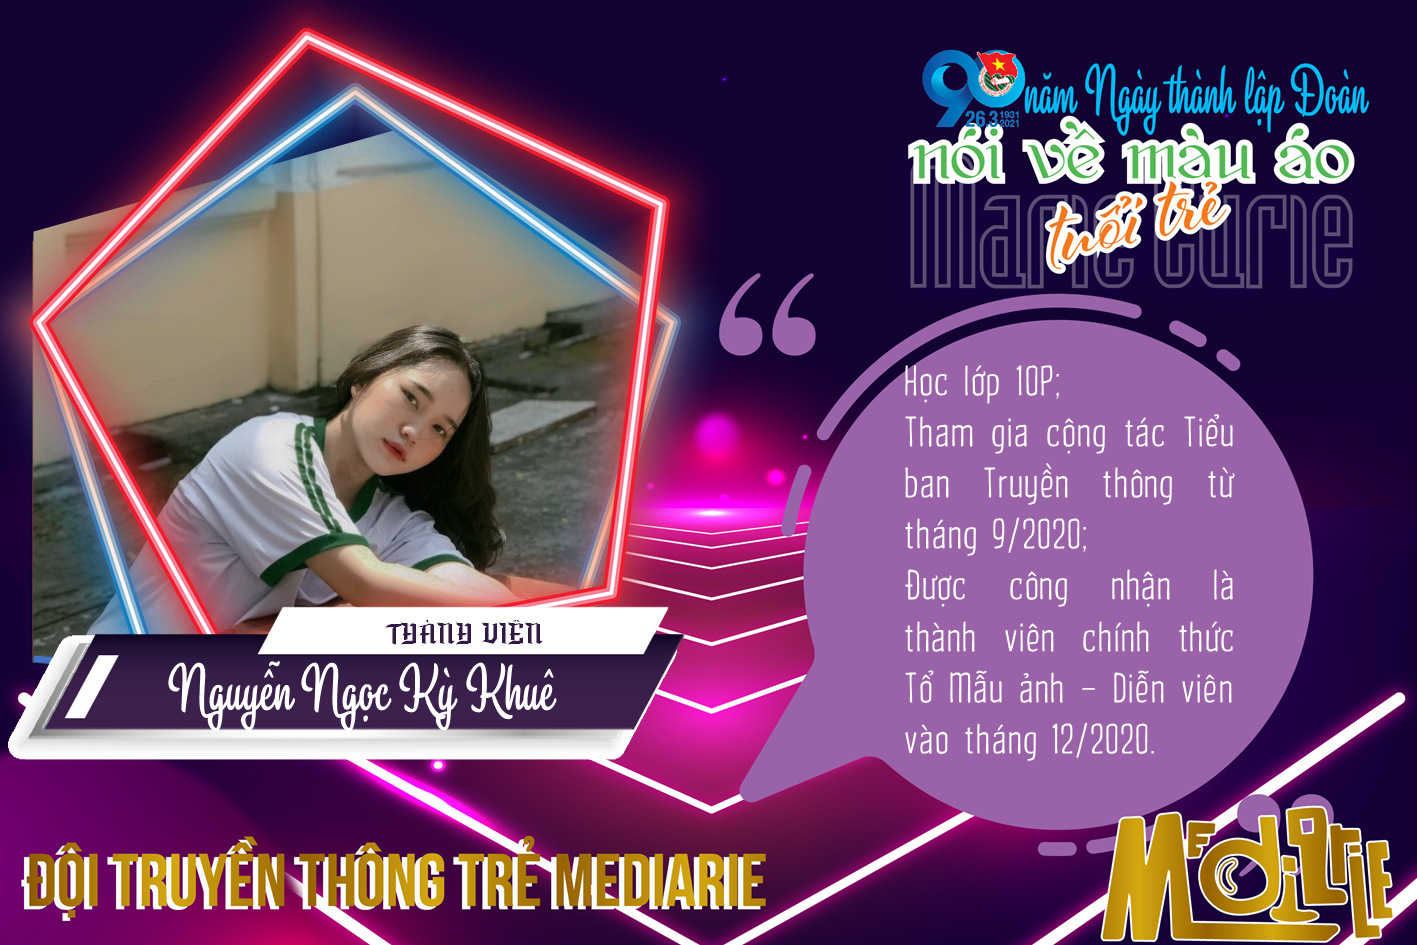 90 năm Ngày thành lập Đoàn
26.3 1931 2021
nói về màu áo
tuổi trẻ
Marie Curie
“
Học lớp 10P;
Tham gia cộng tác Tiểu
ban Truyền thông từ
tháng 9/2020;
Được công nhận là
thành viên chính thức
Tổ Mẫu ảnh – Diễn viên
vào tháng 12/2020.
”
THÀNH VIÊN
Nguyễn Ngọc Kỳ Khuê
ĐỘI TRUYỀN THÔNG TRẺ MEDIARIE
MEDIARIE